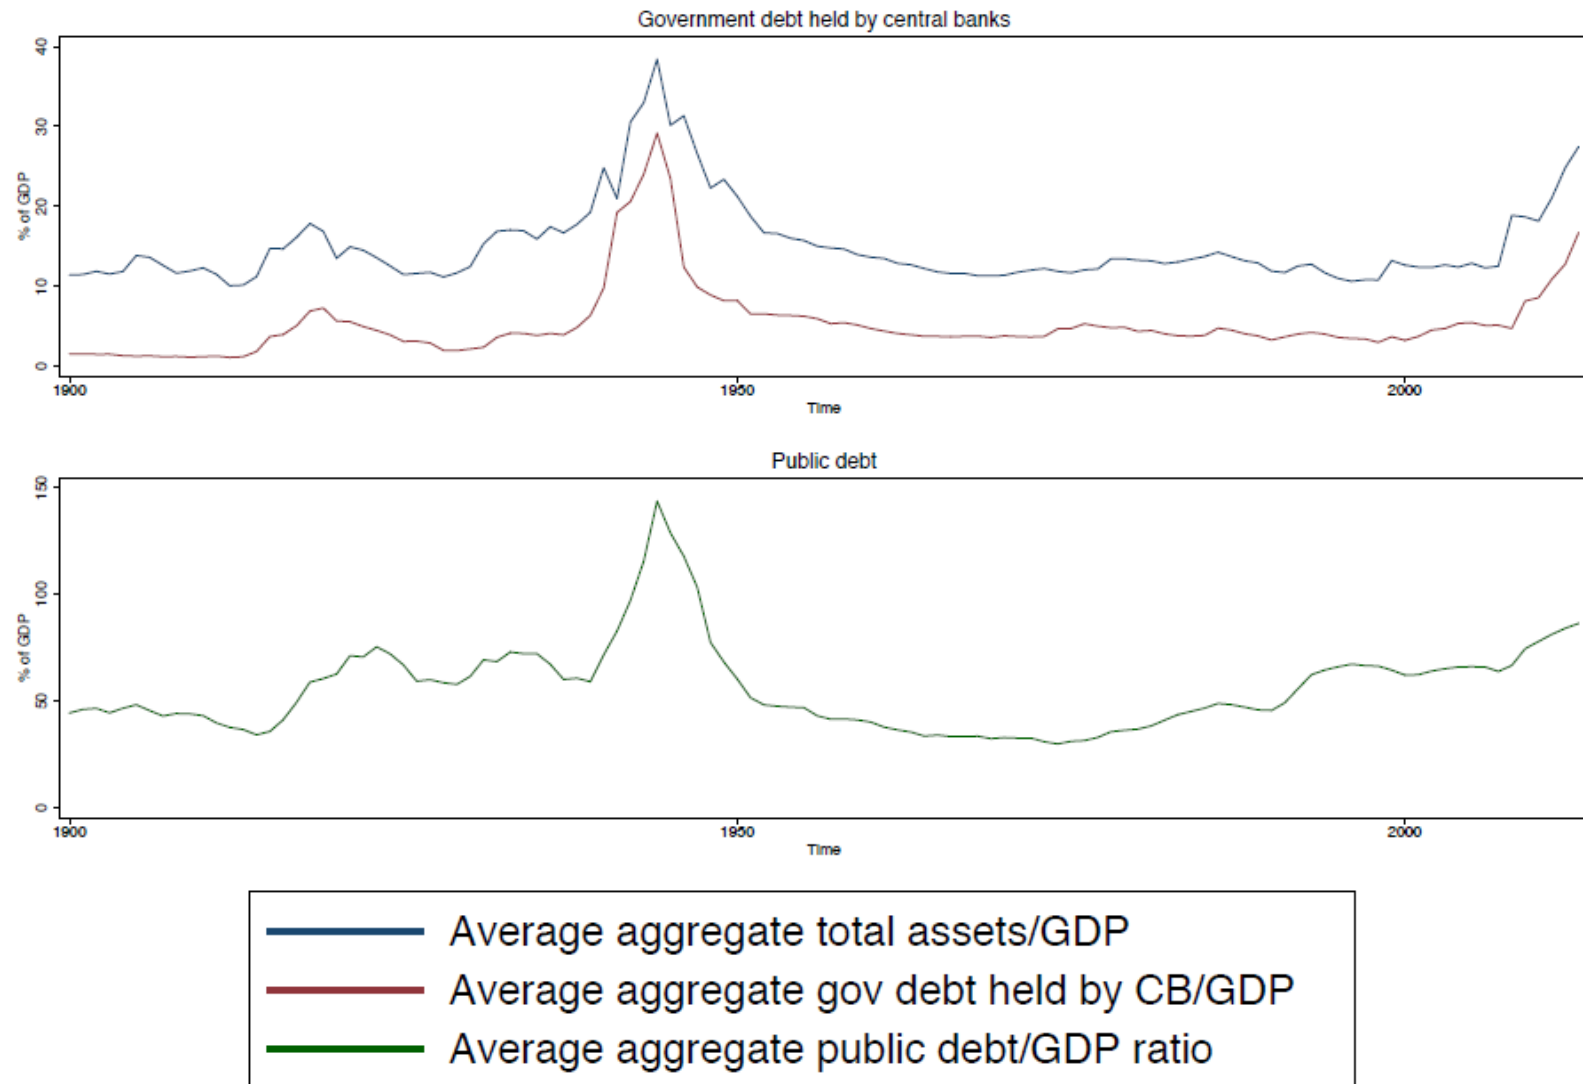 Government debt held by central banks
40
30
20
10
0
% of GDP
1900
1950
2000
Time
Public debt
150
100
50
0
% of GDP
1900
1950
2000
Time
Average aggregate total assets/GDP
Average aggregate gov debt held by CB/GDP
Average aggregate public debt/GDP ratio